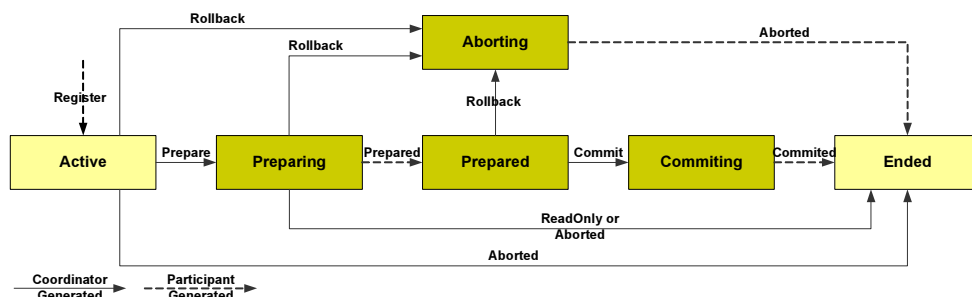 Rollback
Aborting
Aborted
Rollback
Register
Rollback
Active
Prepare
Preparing
Prepared
Prepared
Commit
Commiting
Commited
Ended
ReadOnly or
Aborted
Aborted
Coordinator
Generated
Participant
Generated